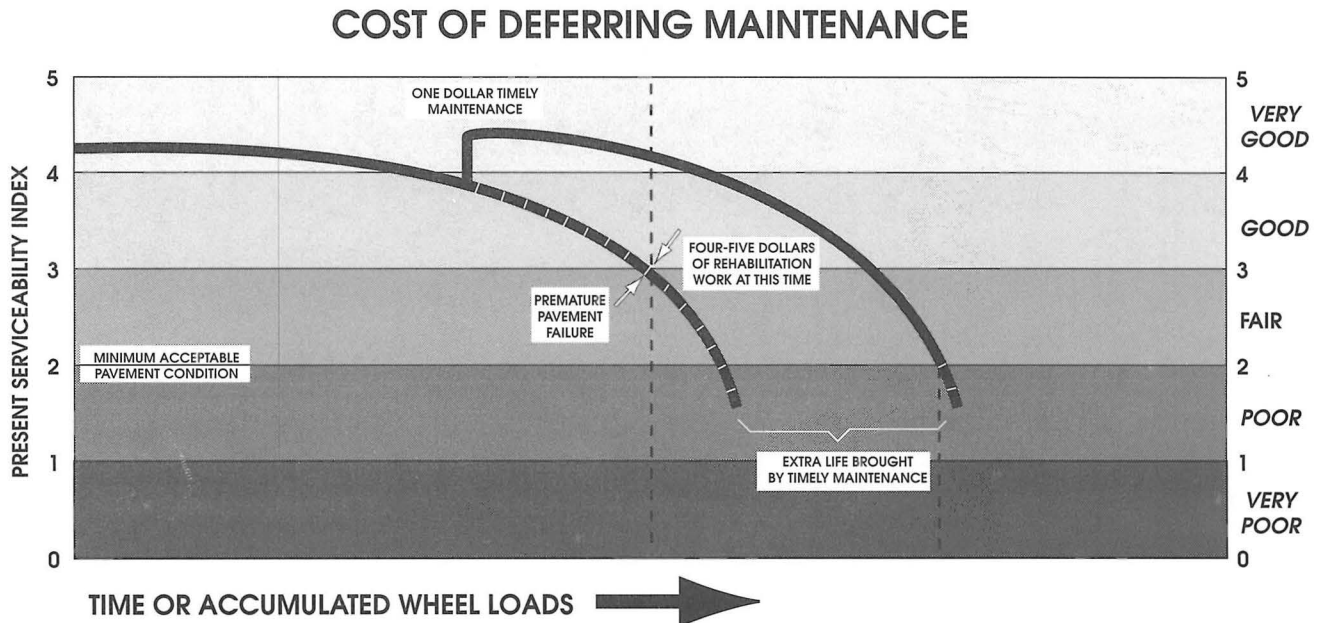 COST OF DEFERRING MAINTENANCE
PRESENT SERVICEABILITY INDEX
5
4
3
2
1
0
ONE DOLLAR TIMELY
MAINTENANCE
FOUR-FIVE DOLLARS
OF REHABILITATION
WORK AT THIS TIME
PREMATURE
PAVEMENT
FAILURE
MINIMUM ACCEPTABLE
PAVEMENT CONDITION
EXTRA LIFE BROUGHT
BY TIMELY MAINTENANCE
5
VERY
GOOD
4
GOOD
3
FAIR
2
POOR
1
VERY
POOR
0
TIME OR ACCUMULATED WHEEL LOADS